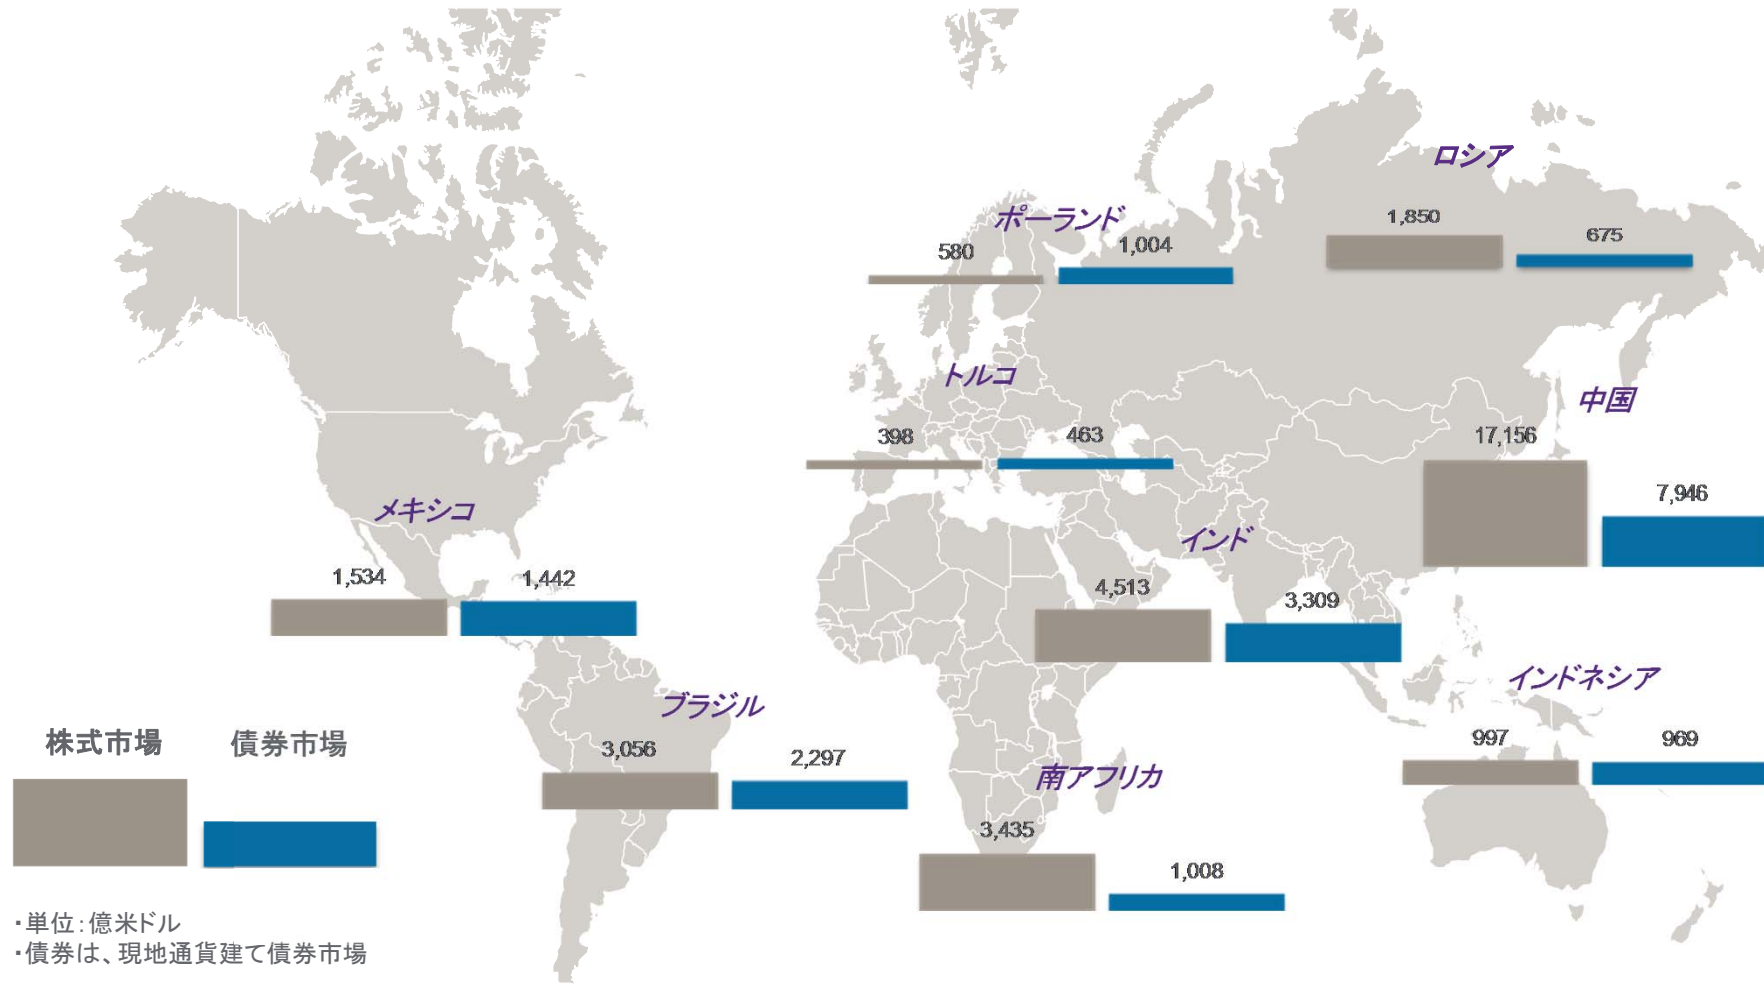 ロシア
1,850
675
ポーランド
580
1,004
トルコ
398
463
中国
17,156
7,946
メキシコ
1,534
1,442
インド
4,513
3,309
インドネシア
997
969
ブラジル
3,056
2,297
南アフリカ
3,435
1,008
株式市場
債券市場
・単位：億米ドル
・債券は、現地通貨建て債券市場